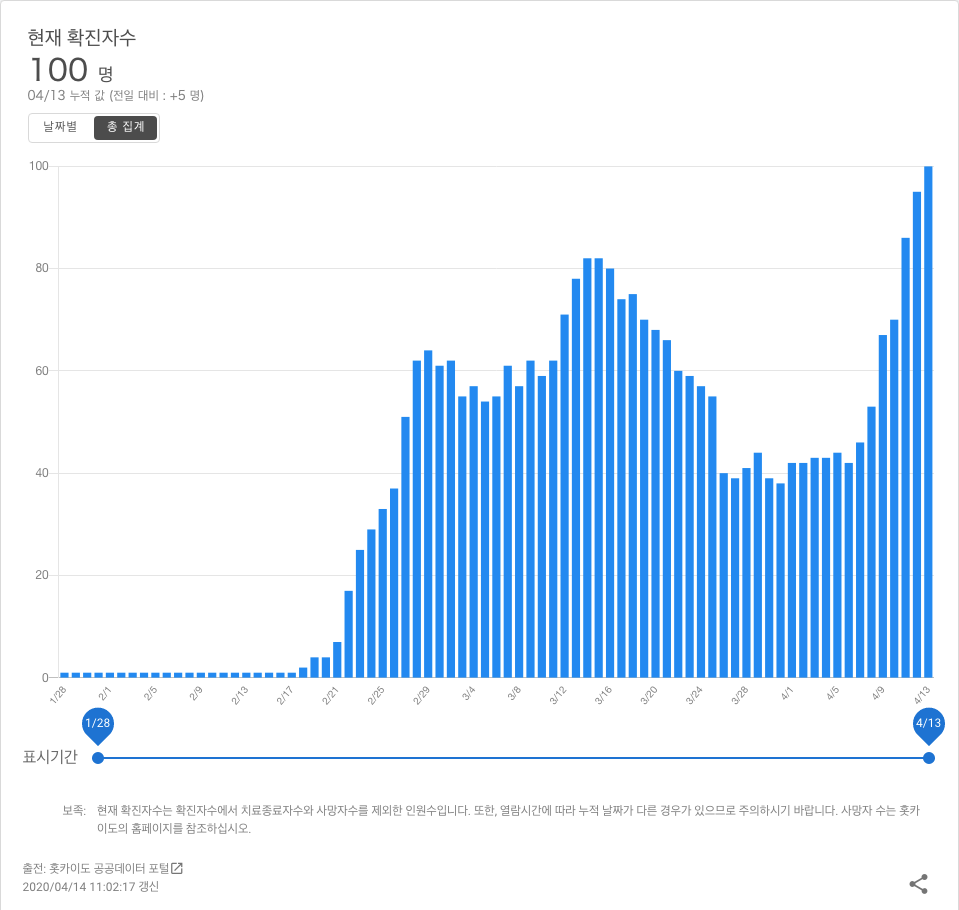 현재 확진자수
100 명
04/13 누적 값 (전일 대비 : +5 명)
날짜별 총 집계
100
80
60
40
20
0
1/28 2/1 2/5 2/9 2/13 2/17 2/21 2/25 2/29 3/4 3/8 3/12 3/16 3/20 3/24 3/28 4/1 4/5 4/9 4/13
1/28 4/13
표시기간
보족: 현재 확진자수는 확진자수에서 치료종료자수와 사망자수를 제외한 인원수입니다. 또한, 열람시간에 따라 누적 날짜가 다른 경우가 있으므로 주의하시기 바랍니다. 사망자 수는 홋카
이도의 홈페이지를 참조하십시오.
출전: 홋카이도 공공데이터 포털
2020/04/14 11:02:17 갱신